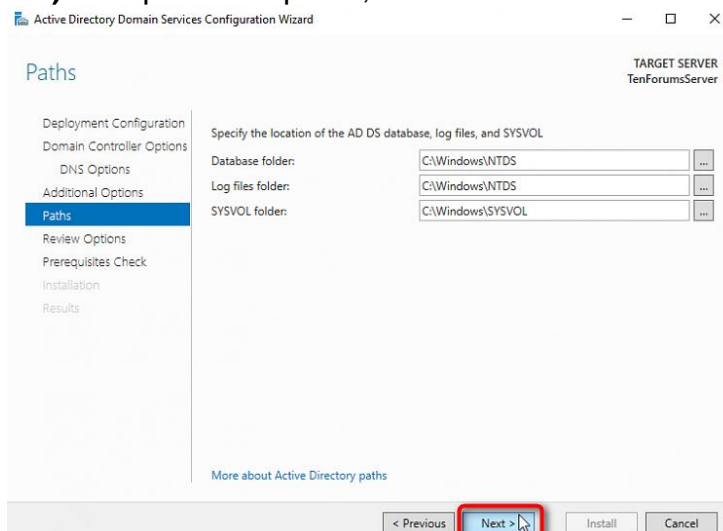 Active Directory Domain Services Configuration Wizard
Paths
TARGET SERVER
TenForumsServer
Deployment Configuration
Domain Controller Options
DNS Options
Additional Options
Paths
Review Options
Prerequisites Check
Installation
Results
Specify the location of the AD DS database, log files, and SYSVOL
Database folder: C:\Windows\NTDS ...
Log files folder: C:\Windows\NTDS ...
SYSVOL folder: C:\Windows\SYSVOL ...
More about Active Directory paths
< Previous Next > Install Cancel